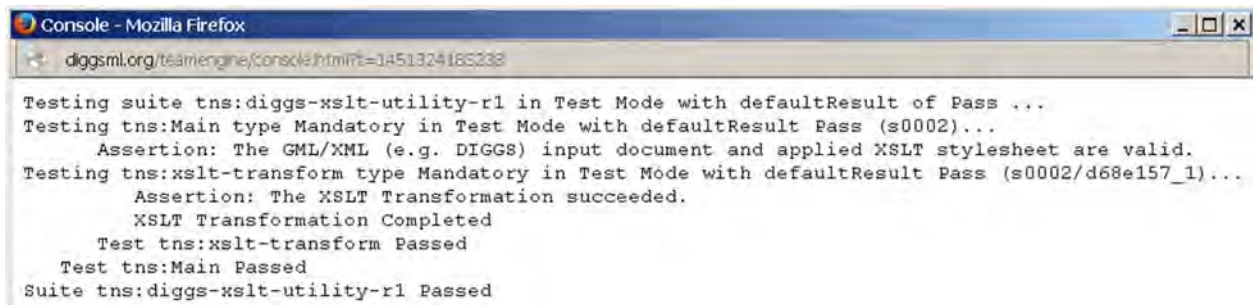 Console - Mozilla Firefox
diggsml.org/teamengine/console.html?t=1451324185233
Testing suite tns:diggs-xslt-utility-r1 in Test Mode with defaultResult of Pass ...
Testing tns:Main type Mandatory in Test Mode with defaultResult Pass (s0002)...
Assertion: The GML/XML (e.g. DIGGS) input document and applied XSLT stylesheet are valid.
Testing tns:xslt-transform type Mandatory in Test Mode with defaultResult Pass (s0002/d68e157_1)...
Assertion: The XSLT Transformation succeeded.
XSLT Transformation Completed
Test tns:xslt-transform Passed
Test tns:Main Passed
Suite tns:diggs-xslt-utility-r1 Passed